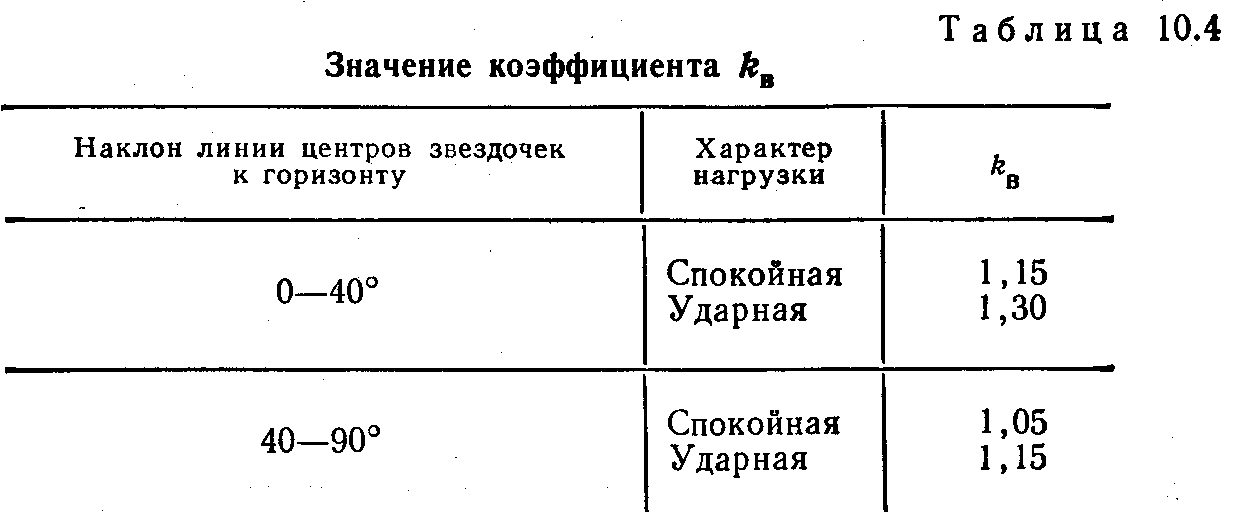 Таблица 10.4
Значение коэффициента kв
Наклон линии центров звездочек
к горизонту
Характер
нагрузки
kв
0—40°
Спокойная 1,15
Ударная 1,30
40—90°
Спокойная 1,05
Ударная 1,15